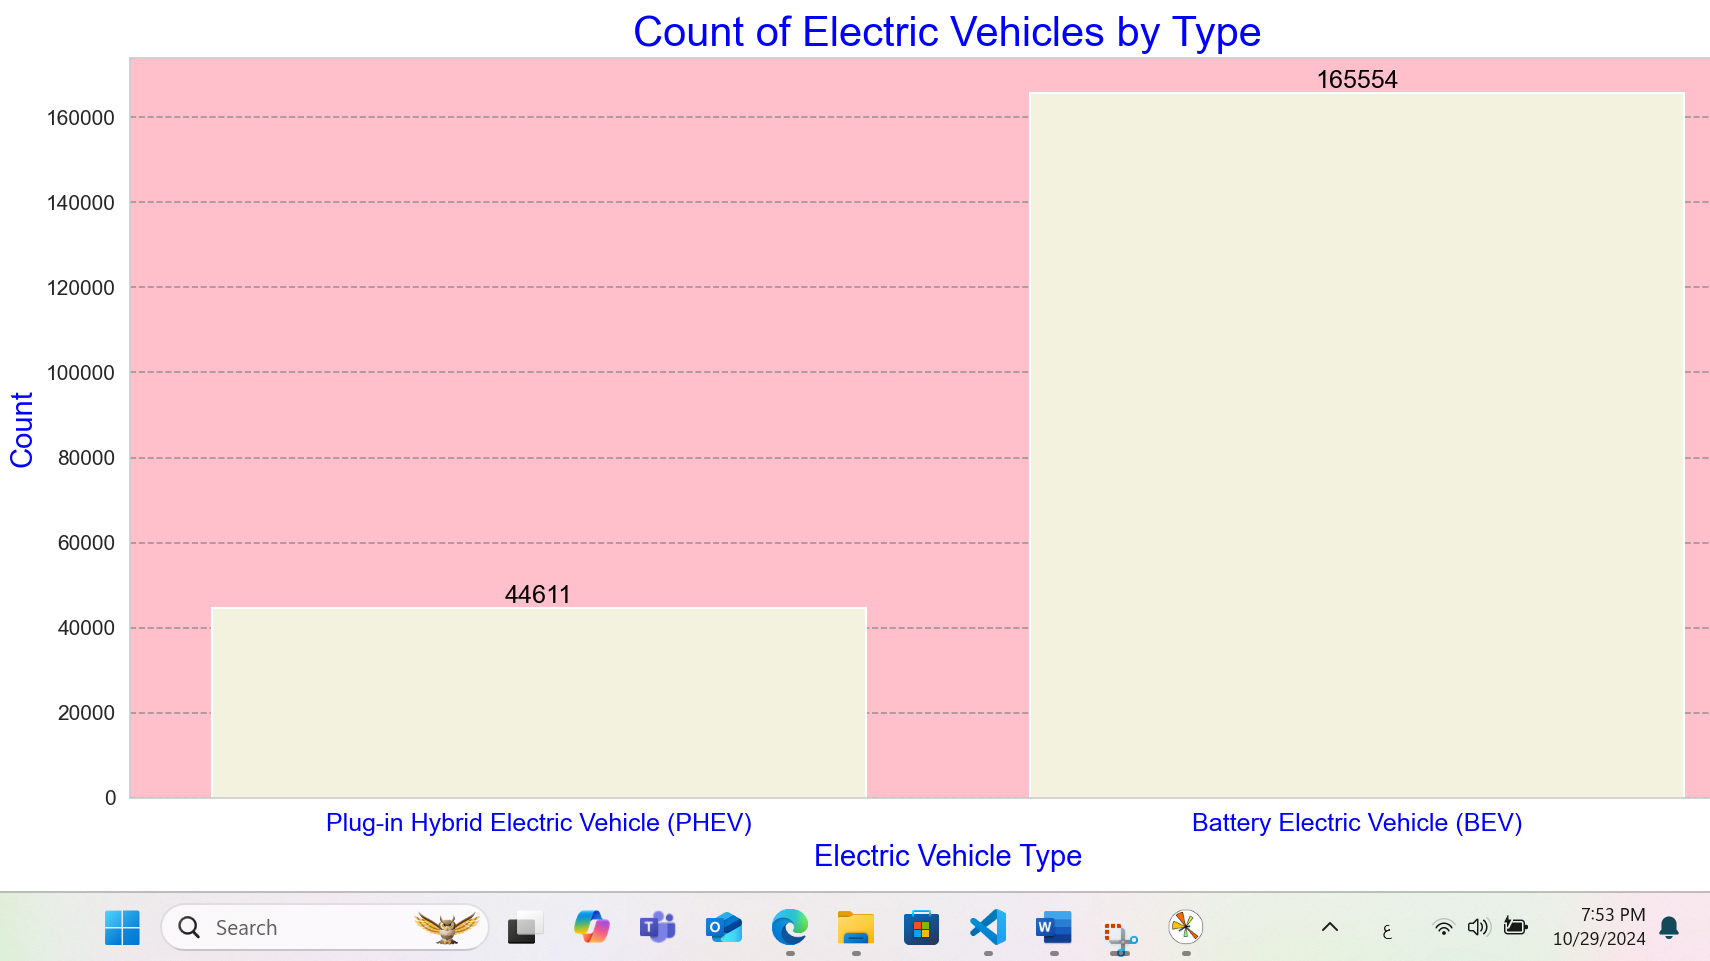 Count of Electric Vehicles by Type
165554
160000
140000
120000
100000
80000
60000
44611
40000
20000
0
Count
Plug-in Hybrid Electric Vehicle (PHEV)
Battery Electric Vehicle (BEV)
Electric Vehicle Type
Search
ع
7:53 PM
10/29/2024